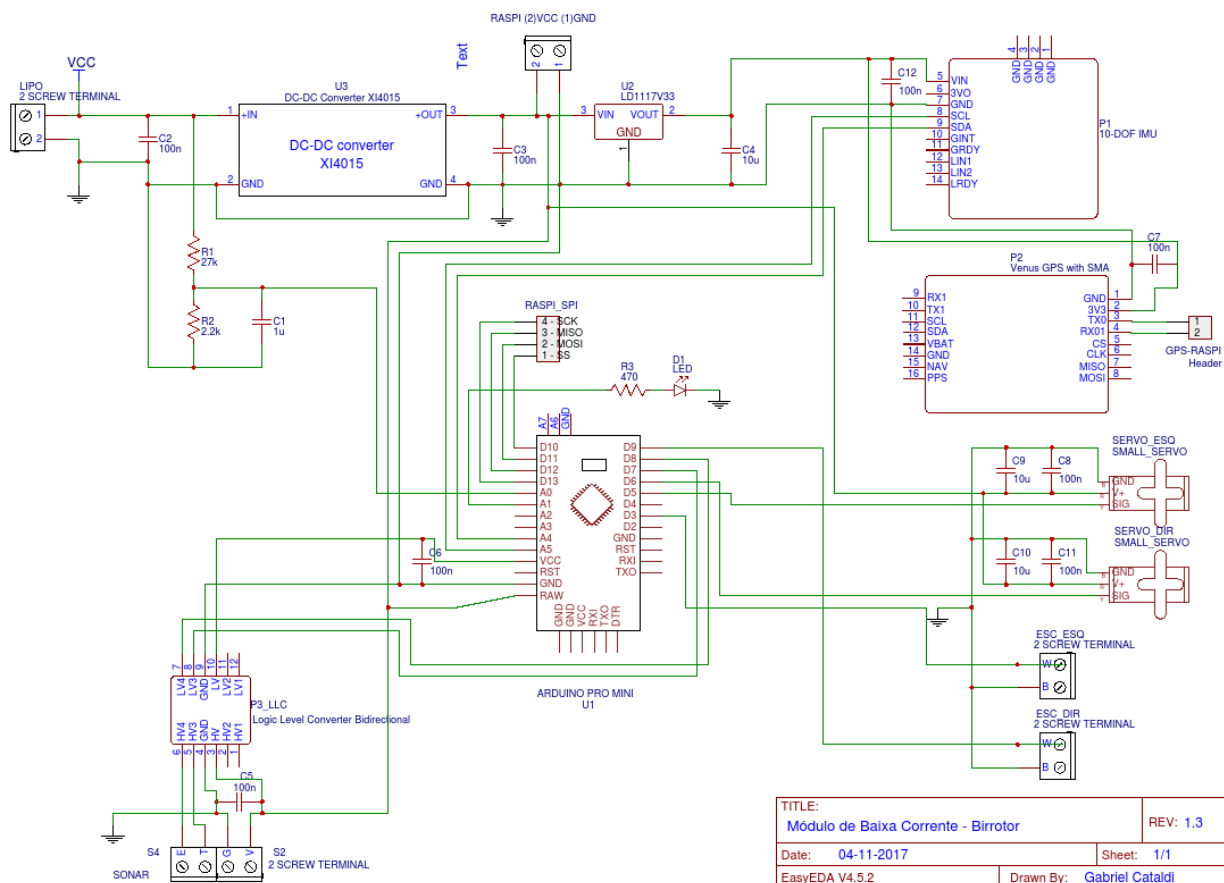 RASPI (2)VCC (1)GND
2 1
Text
VCC
LIPO
2 SCREW TERMINAL
1
2
C2
100n
U3
DC-DC Converter XI4015
1 +IN
+OUT 3
DC-DC converter
XI4015
2 GND
GND 4
C3
100n
U2
LD1117V33
3 VIN VOUT 2
GND
1
C4
10u
C12
100n
4 3 2 1
GND GND GND GND
5 VIN
6 3VO
7 GND
8 SCL
9 SDA
10 GINT
11 GRDY
12 LIN1
13 LIN2
14 LRDY
P1
10-DOF IMU
R1
27k
R2
2.2k
C1
1u
C7
100n
P2
Venus GPS with SMA
9 RX1
10 TX1
11 SCL
12 SDA
13 VBAT
14 GND
15 NAV
16 PPS
GND 1
3V3 2
TX0 3
RX01 4
CS 5
CLK 6
MISO 7
MOSI 8
1
2
GPS-RASPI
Header
RASPI_SPI
4 - SCK
3 - MISO
2 - MOSI
1 - SS
R3
470
D1
LED
A7 A6 GND
D10
D11
D12
D13
A0
A1
A2
A3
A4
A5
VCC
RST
GND
RAW
D9
D8
D7
D6
D5
D4
D3
D2
GND
RST
RXI
TXO
GND GND VCC RXI TXO DTR
ARDUINO PRO MINI
U1
C6
100n
C9
10u
C8
100n
SERVO_ESQ
SMALL_SERVO
B GND
R V+
Y SIG
C10
10u
C11
100n
SERVO_DIR
SMALL_SERVO
B GND
R V+
Y SIG
ESC_ESQ
2 SCREW TERMINAL
W
B
ESC_DIR
2 SCREW TERMINAL
W
B
7 8 9 10 11 12
LV4 LV3 GND LV LV2 LV1
HV4 HV3 GND HV HV2 HV1
6 5 4 3 2 1
P3_LLC
Logic Level Converter Bidirectional
C5
100n
S4
E T G V
S2
2 SCREW TERMINAL
SONAR
TITLE:
Módulo de Baixa Corrente - Birrotor
REV: 1.3
Date: 04-11-2017
Sheet: 1/1
EasyEDA V4.5.2
Drawn By: Gabriel Cataldi